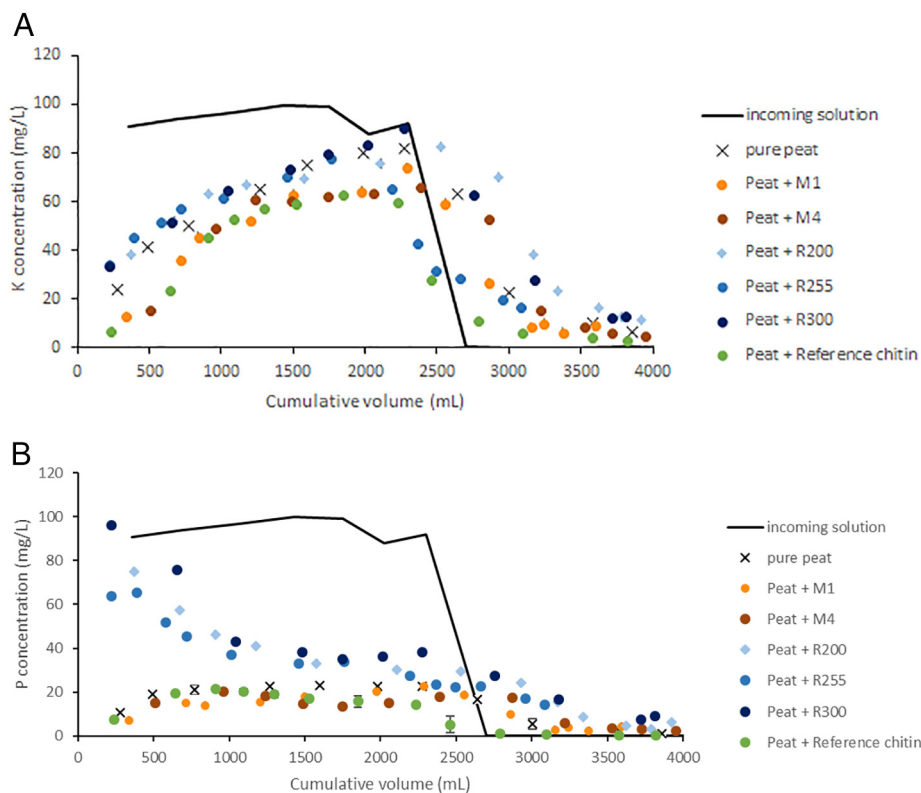 A
120
100
80
60
40
20
0
K concentration (mg/L)
0 500 1000 1500 2000 2500 3000 3500 4000
Cumulative volume (mL)
incoming solution
pure peat
Peat + M1
Peat + M4
Peat + R200
Peat + R255
Peat + R300
Peat + Reference chitin
B
120
100
80
60
40
20
0
P concentration (mg/L)
0 500 1000 1500 2000 2500 3000 3500 4000
Cumulative volume (mL)
incoming solution
pure peat
Peat + M1
Peat + M4
Peat + R200
Peat + R255
Peat + R300
Peat + Reference chitin